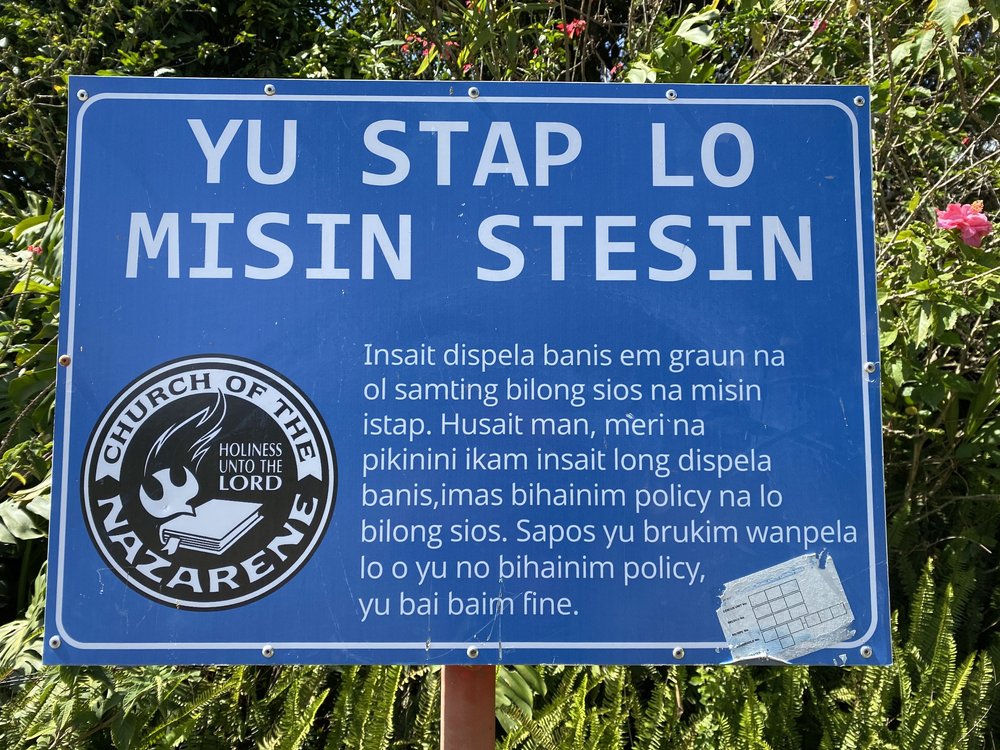 YU STAP LO
MISIN STESIN
Insait dispela banis em graun na
ol samting bilong sios na misin
istap. Husait man, meri na
pikinini ikam insait long dispela
banis,imas bihainim policy na lo
bilong sios. Sapos yu brukim wanpela
lo o yu no bihainim policy,
yu bai baim fine.
CHURCH OF THE
NAZARENE
HOLINESS
UNTO THE
LORD